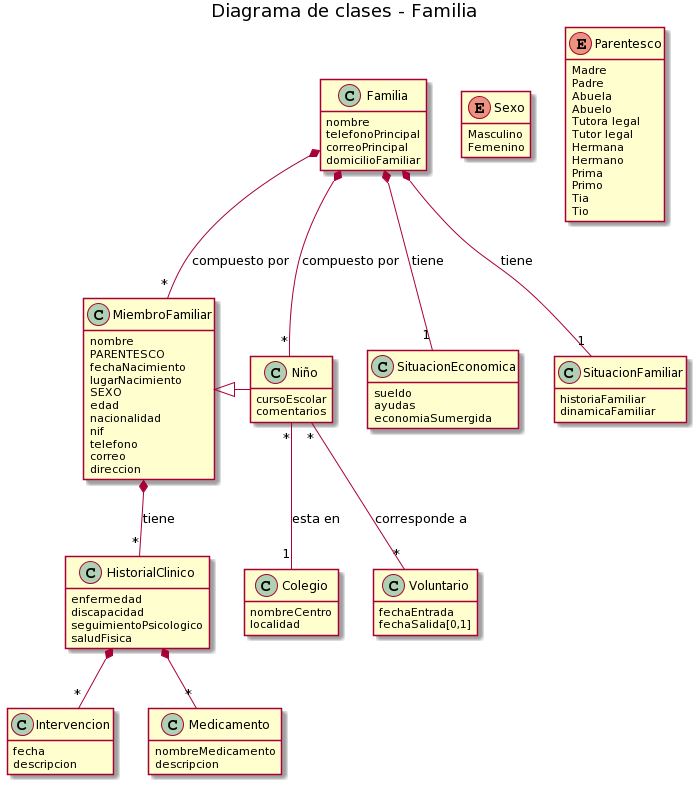 Diagrama de clases - Familia
C Familia
nombre
telefonoPrincipal
correoPrincipal
domicilioFamiliar
E Sexo
Masculino
Femenino
E Parentesco
Madre
Padre
Abuela
Abuelo
Tutora legal
Tutor legal
Hermana
Hermano
Prima
Primo
Tia
Tio
compuesto por
compuesto por
tiene
tiene
*
*
1
1
C MiembroFamiliar
nombre
PARENTESCO
fechaNacimiento
lugarNacimiento
SEXO
edad
nacionalidad
nif
telefono
correo
direccion
C Niño
cursoEscolar
comentarios
C SituacionEconomica
sueldo
ayudas
economiaSumergida
C SituacionFamiliar
historiaFamiliar
dinamicaFamiliar
*
*
tiene
esta en
corresponde a
*
1
*
C HistorialClinico
enfermedad
discapacidad
seguimientoPsicologico
saludFisica
C Colegio
nombreCentro
localidad
C Voluntario
fechaEntrada
fechaSalida[0,1]
*
*
C Intervencion
fecha
descripcion
C Medicamento
nombreMedicamento
descripcion